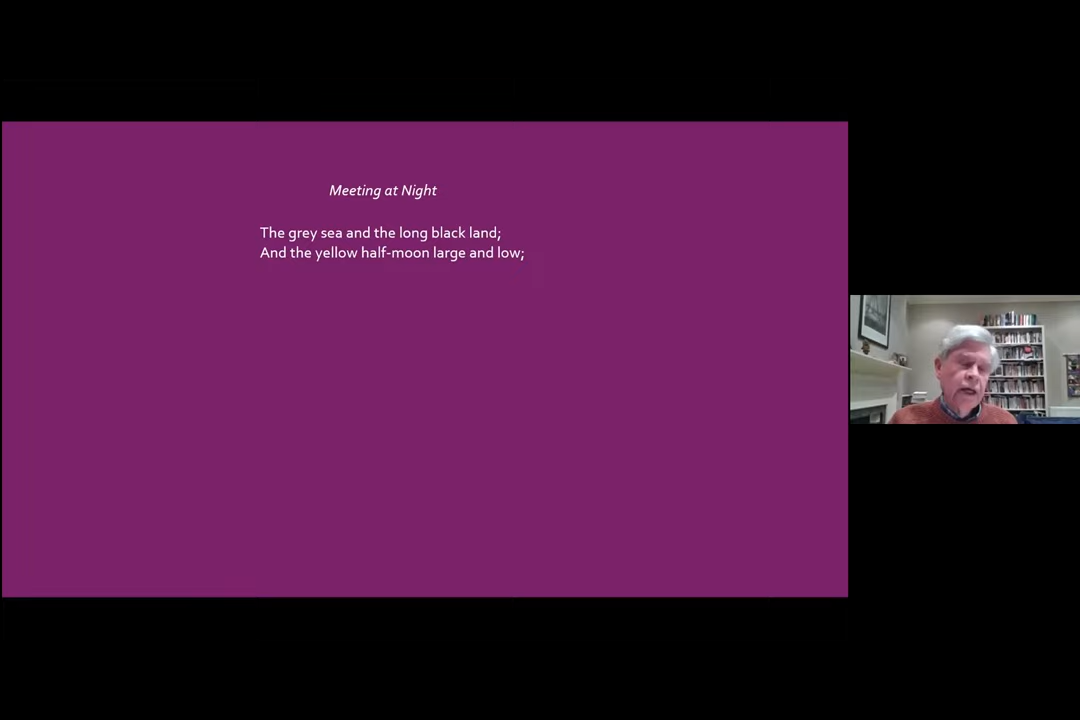 Meeting at Night
The grey sea and the long black land;
And the yellow half-moon large and low;